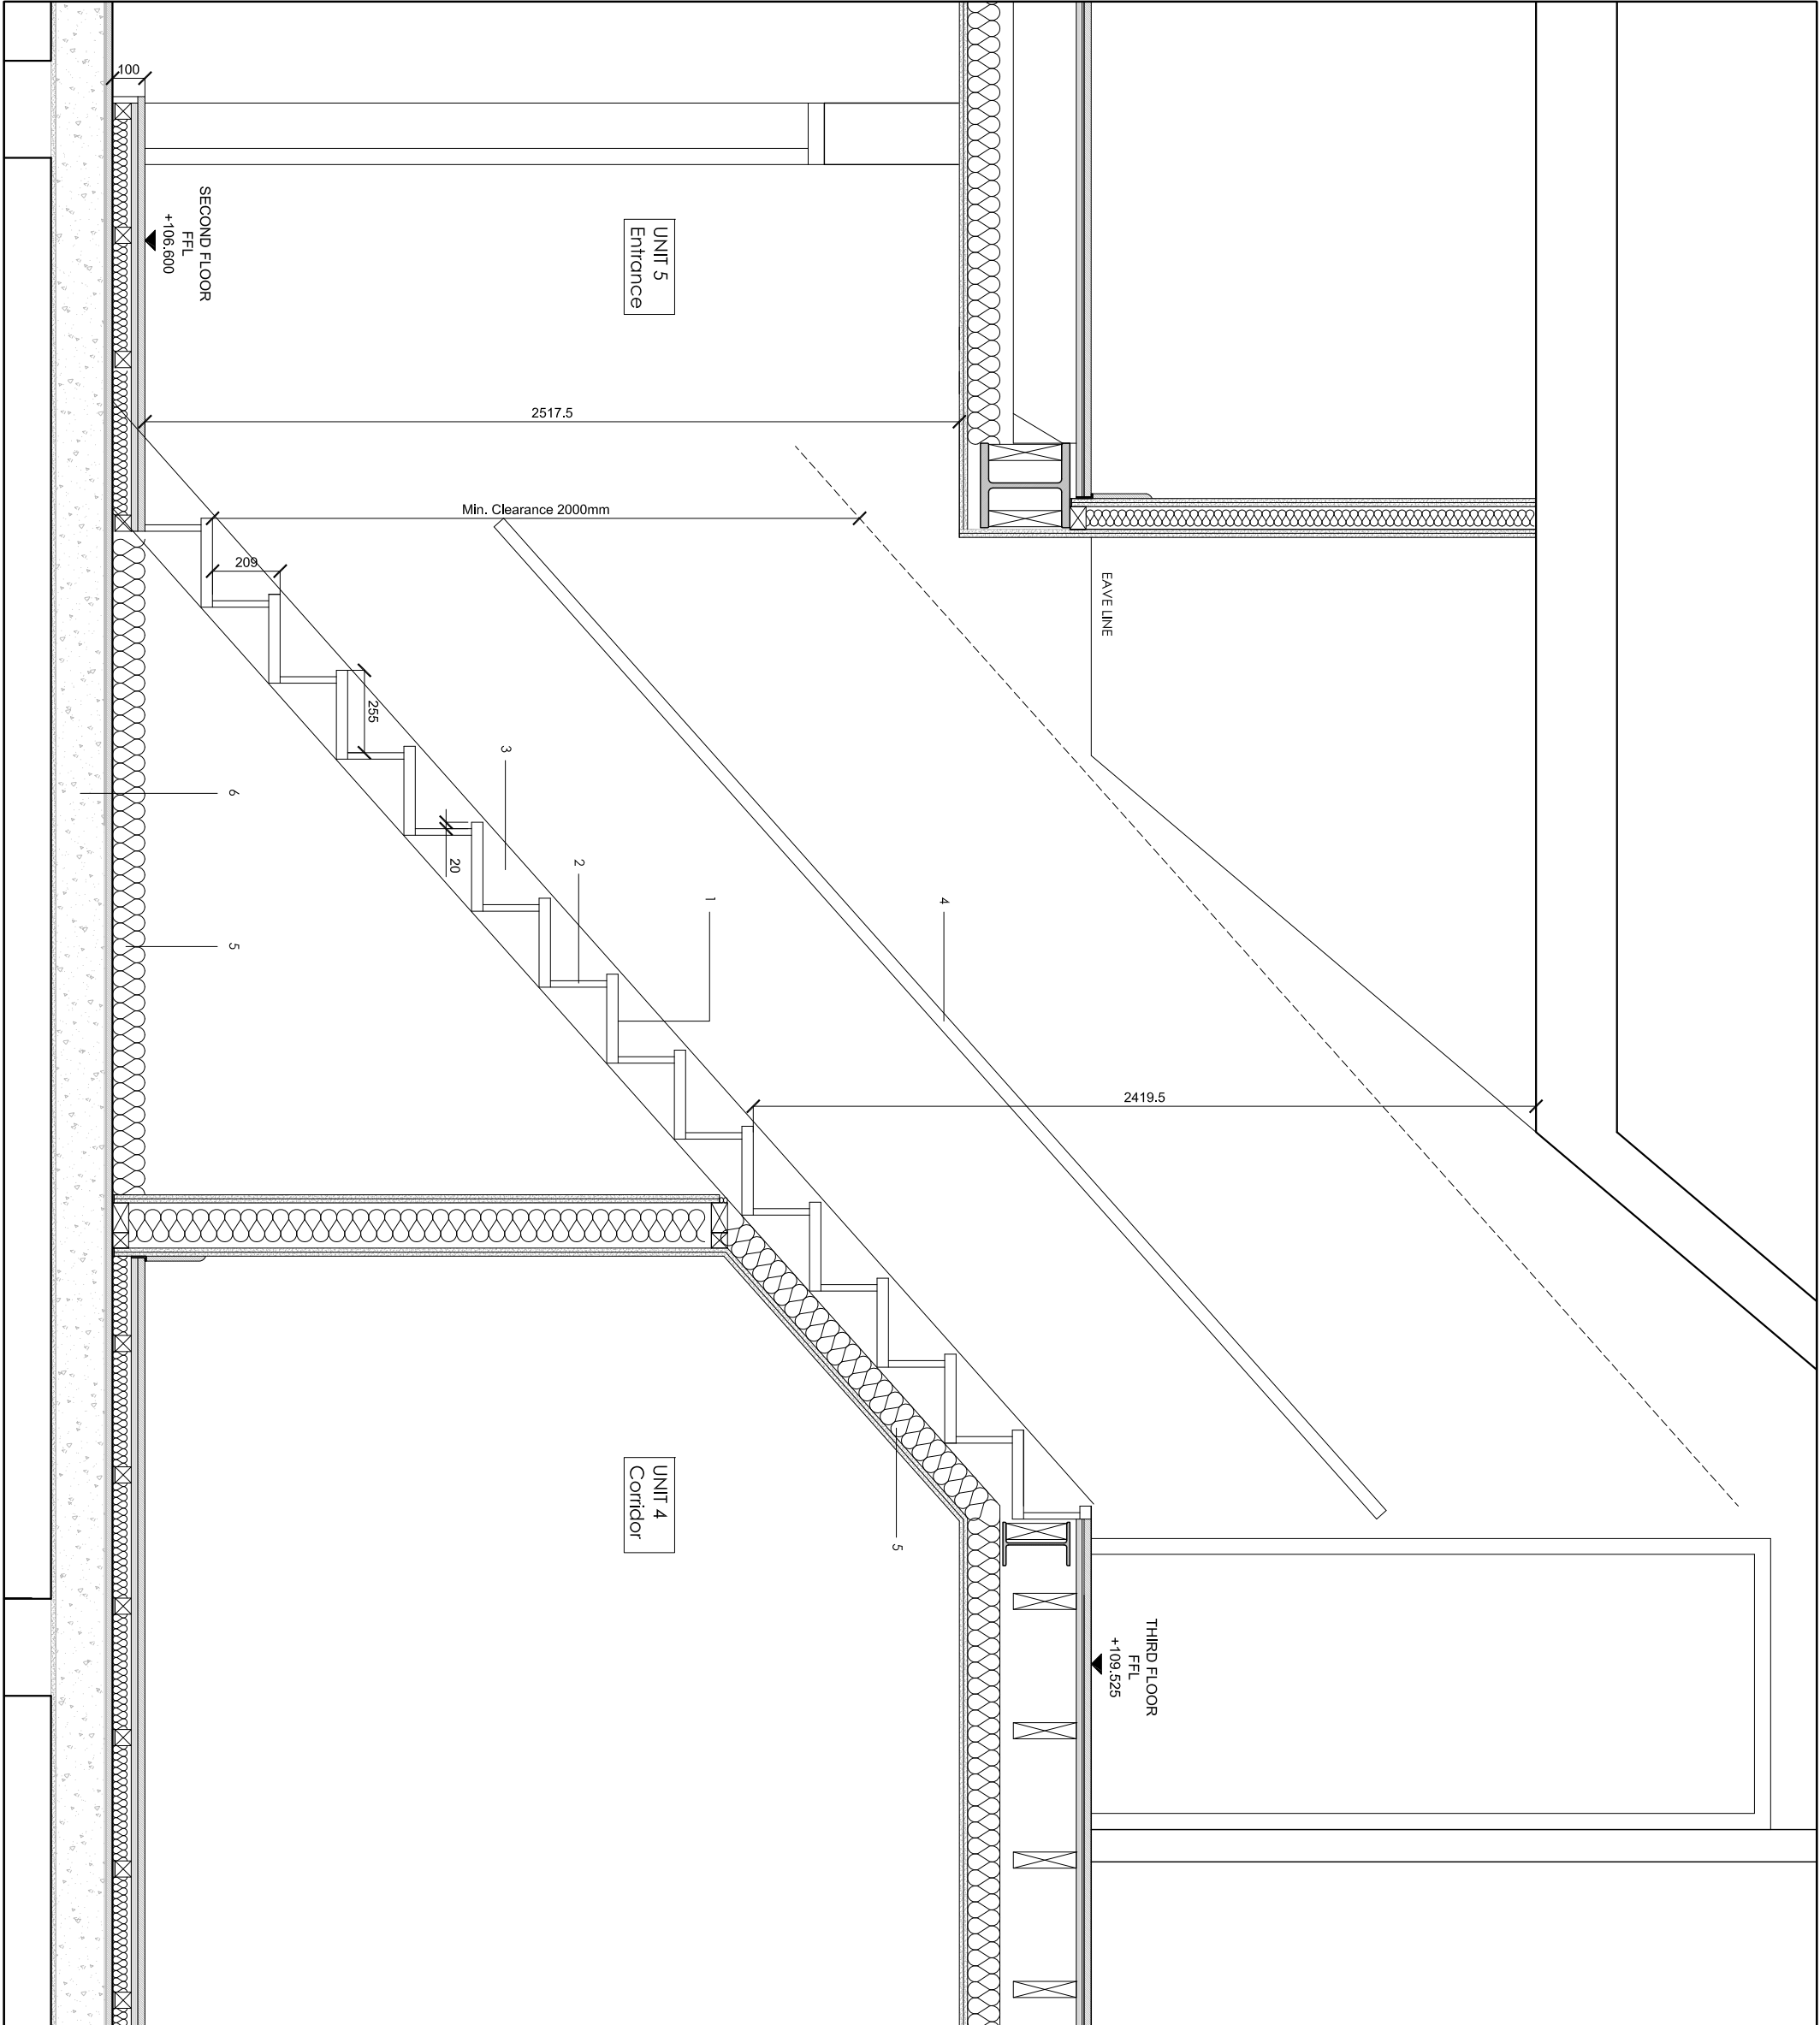 100
SECOND FLOOR
FFL
+106.600
UNIT 5
Entrance
2517.5
Min. Clearance 2000mm
209
255
20
EAVE LINE
3
6
2
1
4
5
2419.5
UNIT 4
Corridor
5
THIRD FLOOR
FFL
+109.525